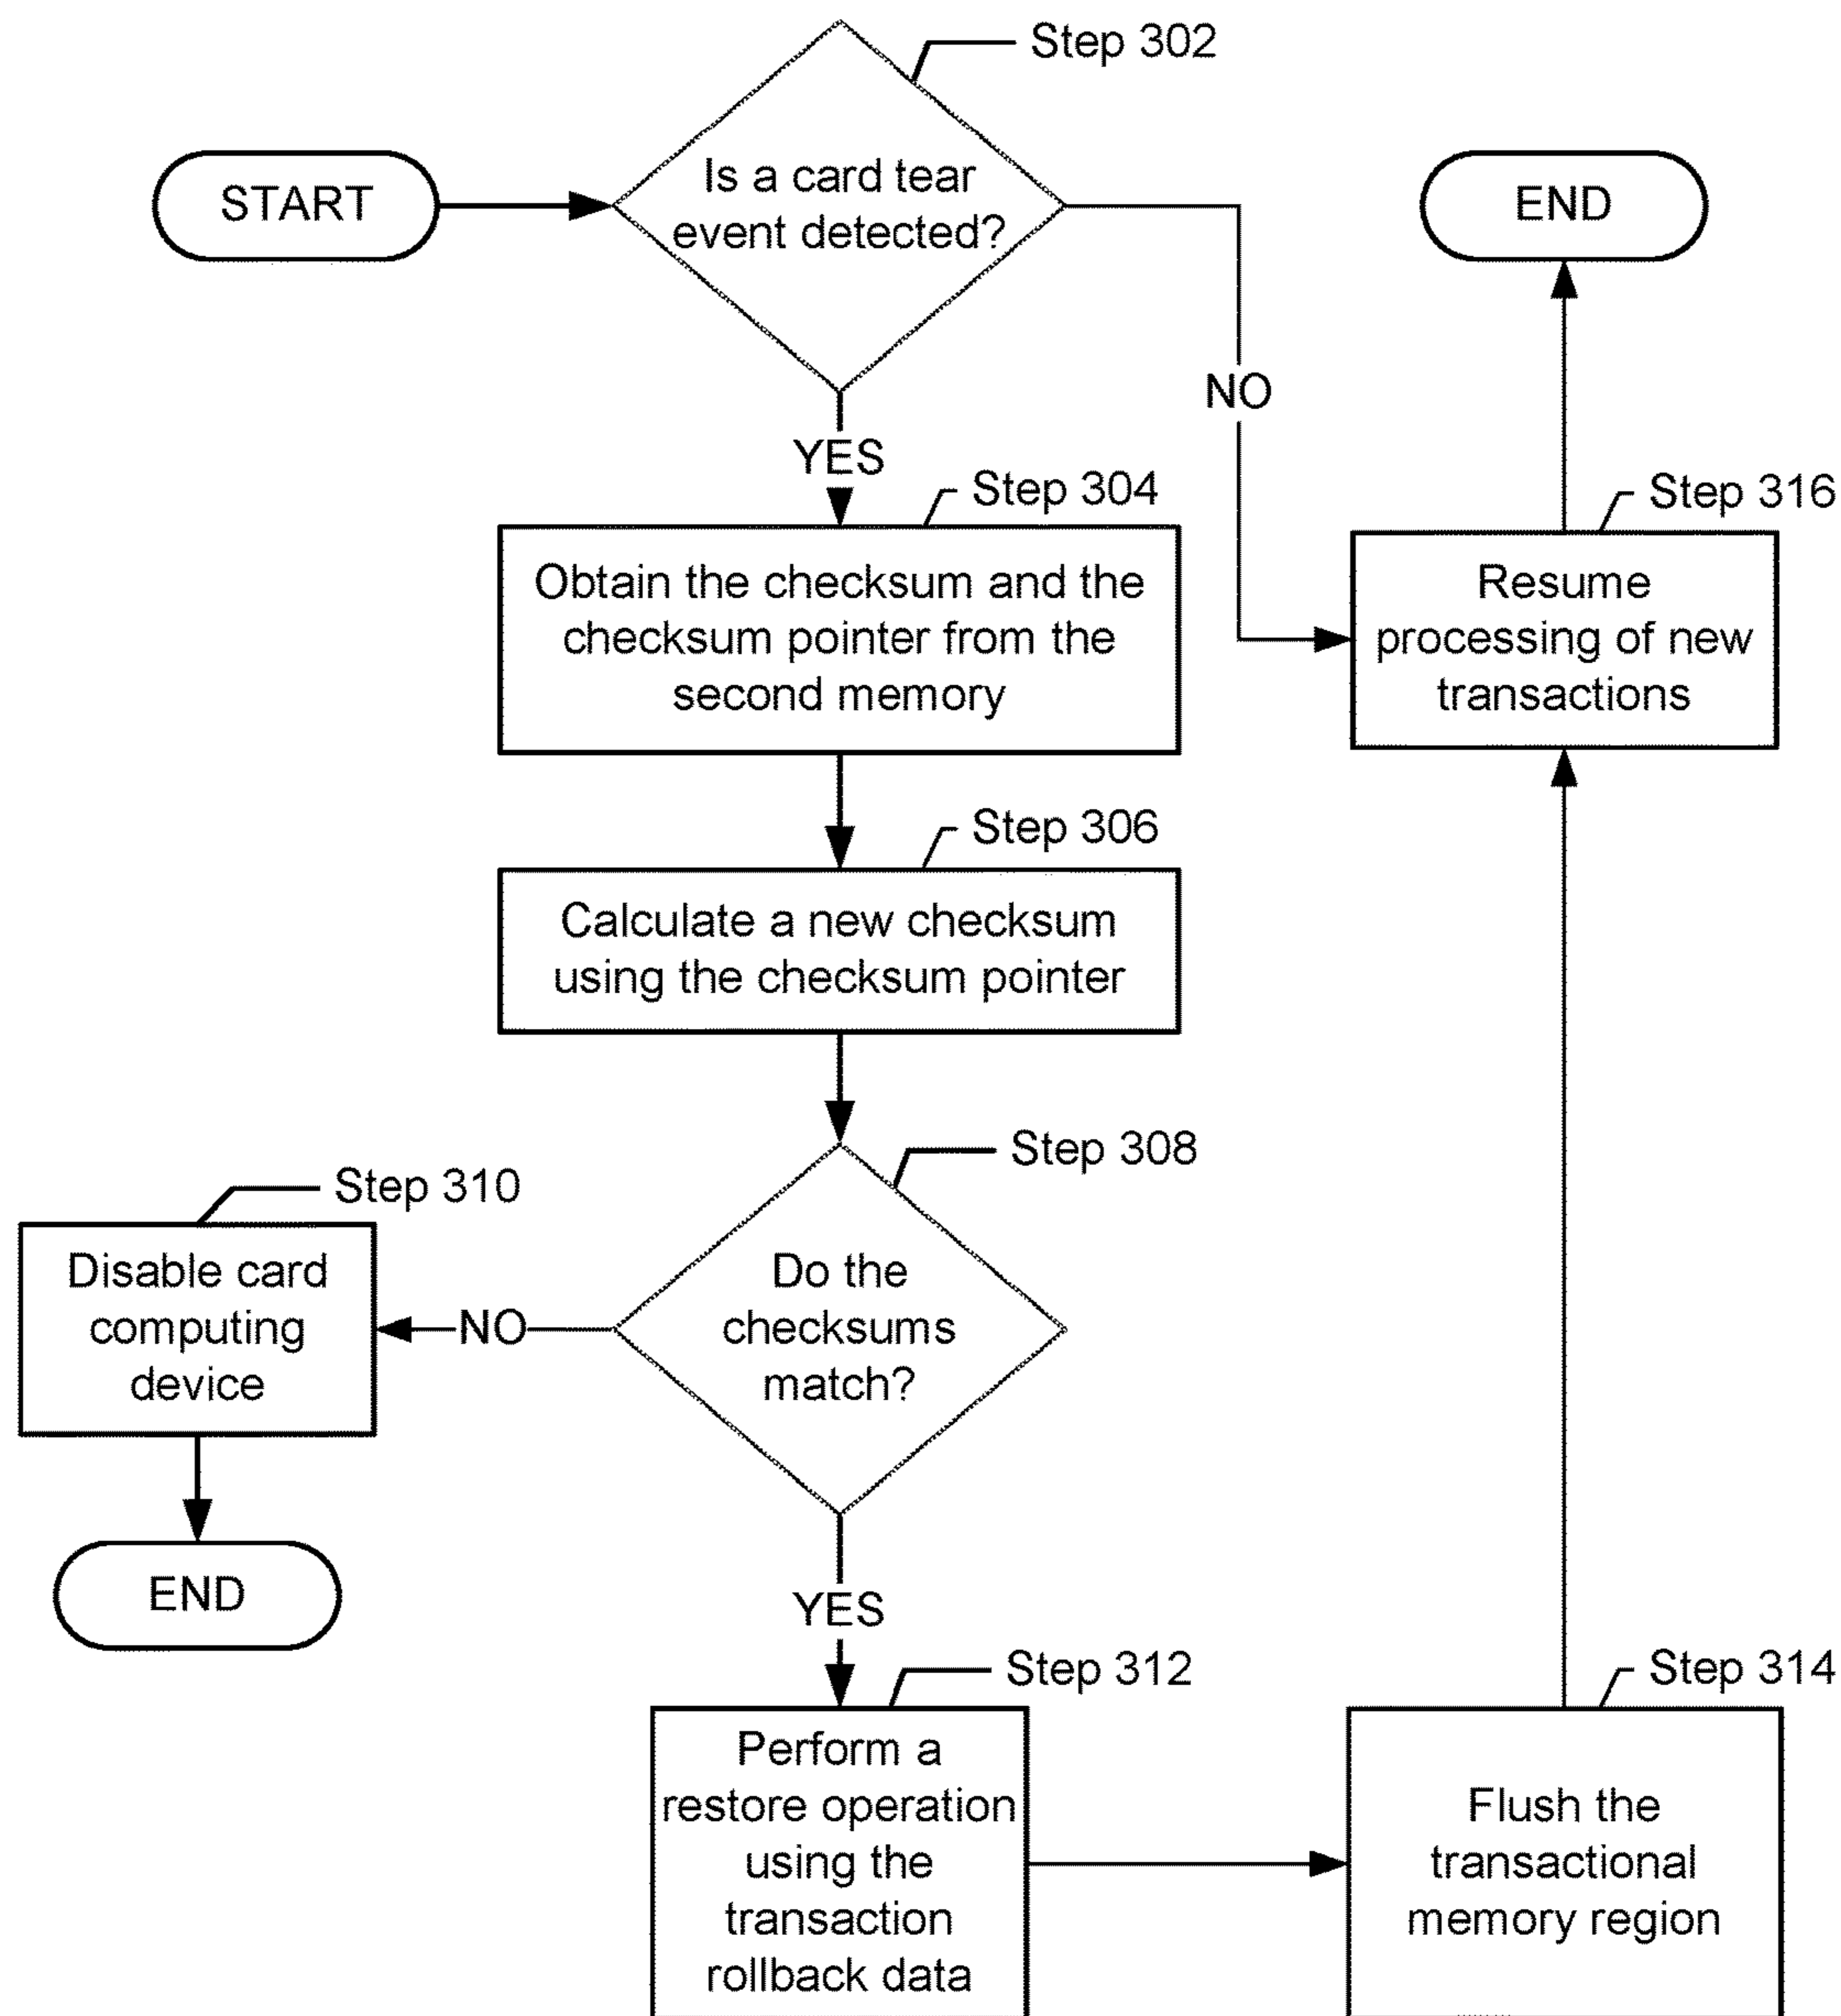 Step 302
START
Is a card tear
event detected?
END
NO
YES
Step 304
Obtain the checksum and the
checksum pointer from the
second memory
Step 316
Resume
processing of new
transactions
Step 306
Calculate a new checksum
using the checksum pointer
Step 308
Do the
checksums
match?
Step 310
Disable card
computing
device
NO
END
YES
Step 312
Perform a
restore operation
using the
transaction
rollback data
Step 314
Flush the
transactional
memory region